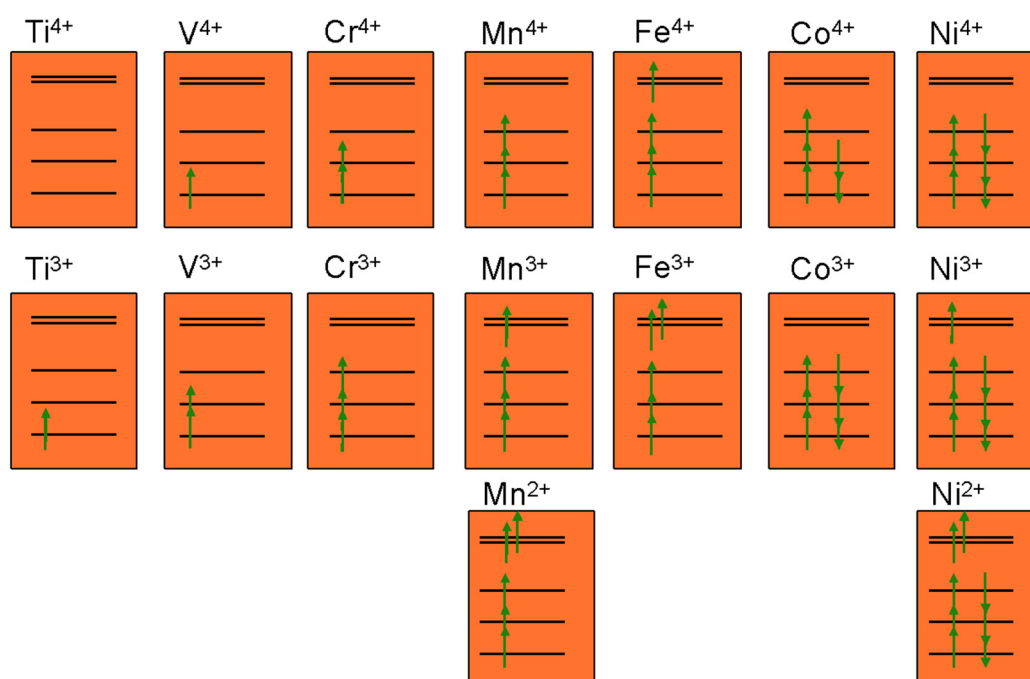 Ti⁴⁺ V⁴⁺ Cr⁴⁺ Mn⁴⁺ Fe⁴⁺ Co⁴⁺ Ni⁴⁺
Ti³⁺ V³⁺ Cr³⁺ Mn³⁺ Fe³⁺ Co³⁺ Ni³⁺
Mn²⁺ Ni²⁺